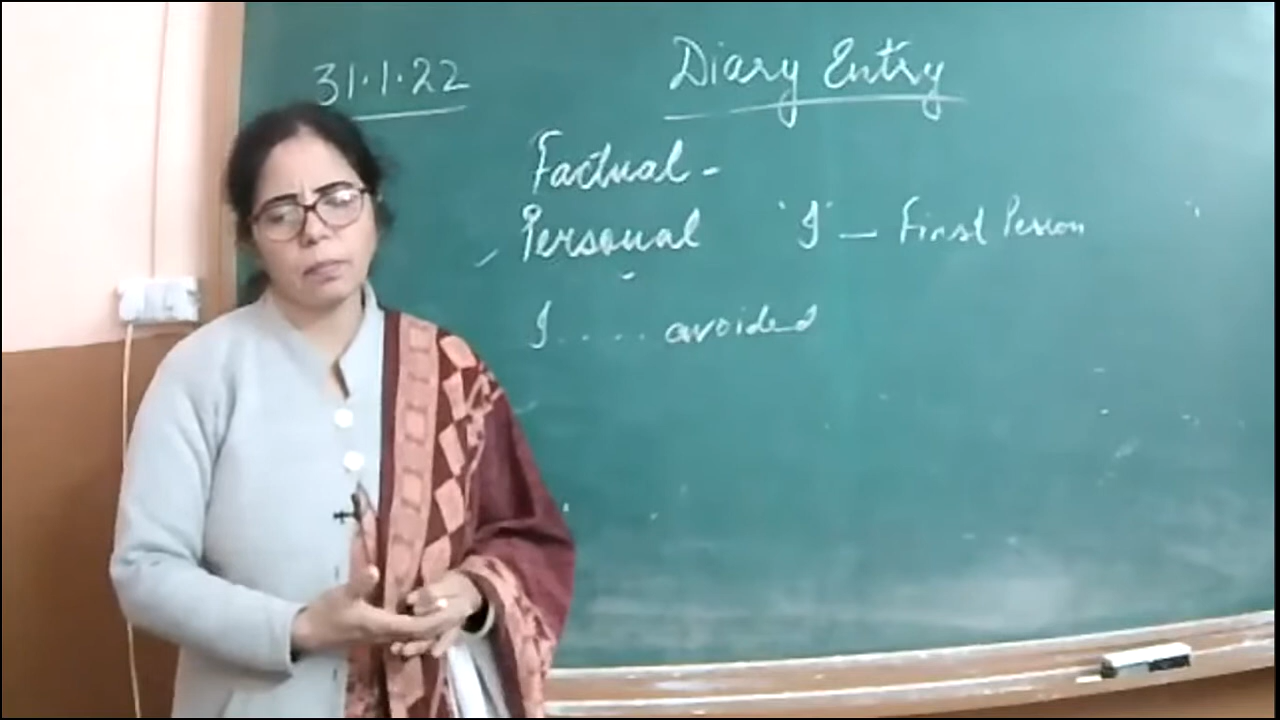 31.1.22
Diary Entry
Factual -
Personal 'I' — First Person
I.... avoided